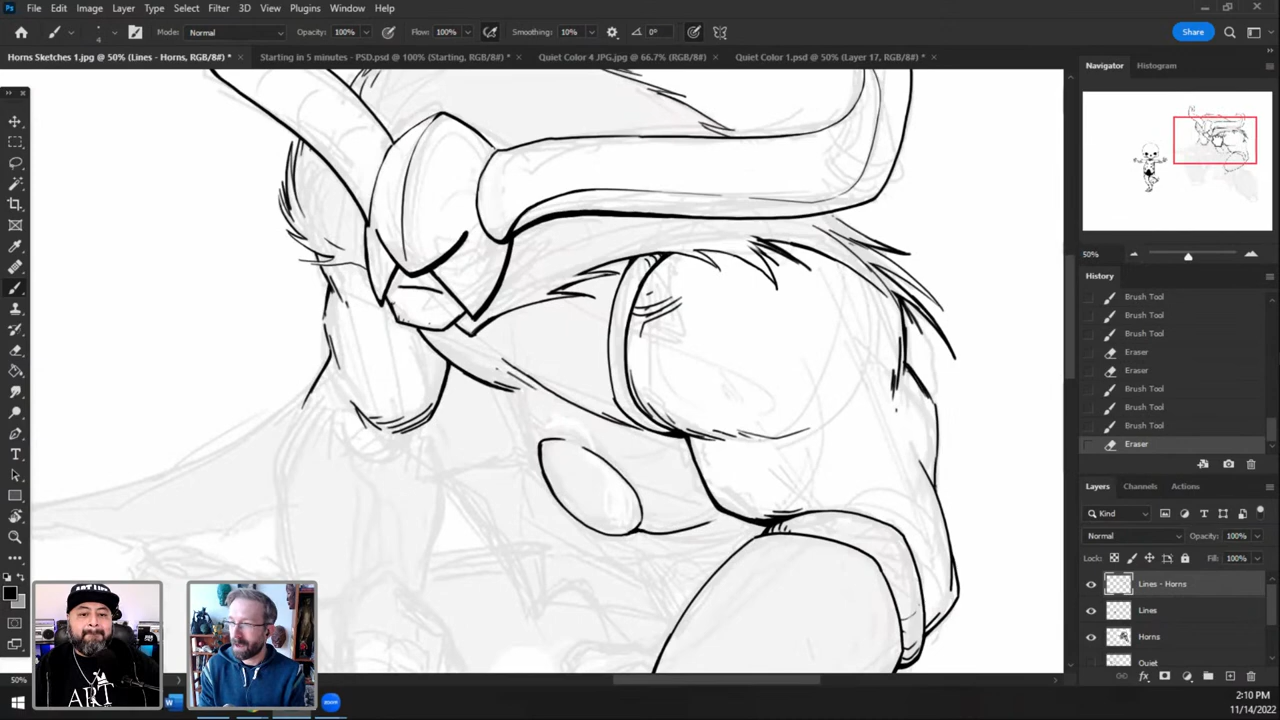 File Edit Image Layer Type Select Filter 3D View Plugins Window Help
4 Mode: Normal Opacity: 100% Flow: 100% Smoothing: 10% 0° Share
Horns Sketches 1.jpg @ 50% (Lines - Horns, RGB/8#) * Starting in 5 minutes - PSD.psd @ 100% (Starting, RGB/8#) * Quiet Color 4 JPG.jpg @ 66.7% (RGB/8#) Quiet Color 1.psd @ 50% (Layer 17, RGB/8#) *
Navigator Histogram
50%
History
Brush Tool
Brush Tool
Brush Tool
Eraser
Eraser
Brush Tool
Brush Tool
Brush Tool
Eraser
Layers Channels Actions
Kind
Normal Opacity: 100%
Lock: Fill: 100%
Lines - Horns
Lines
Horns
Quiet
50%
ART
2:10 PM
11/14/2022